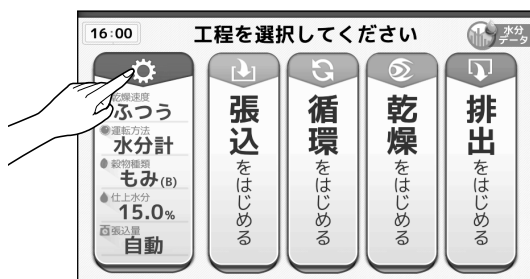 16:00
工程を選択してください
水分
データ
乾燥速度
ふつう
運転方法
水分計
穀物種類
もみ(B)
仕上水分
15.0%
張込量
自動
張込をはじめる
循環をはじめる
乾燥をはじめる
排出をはじめる